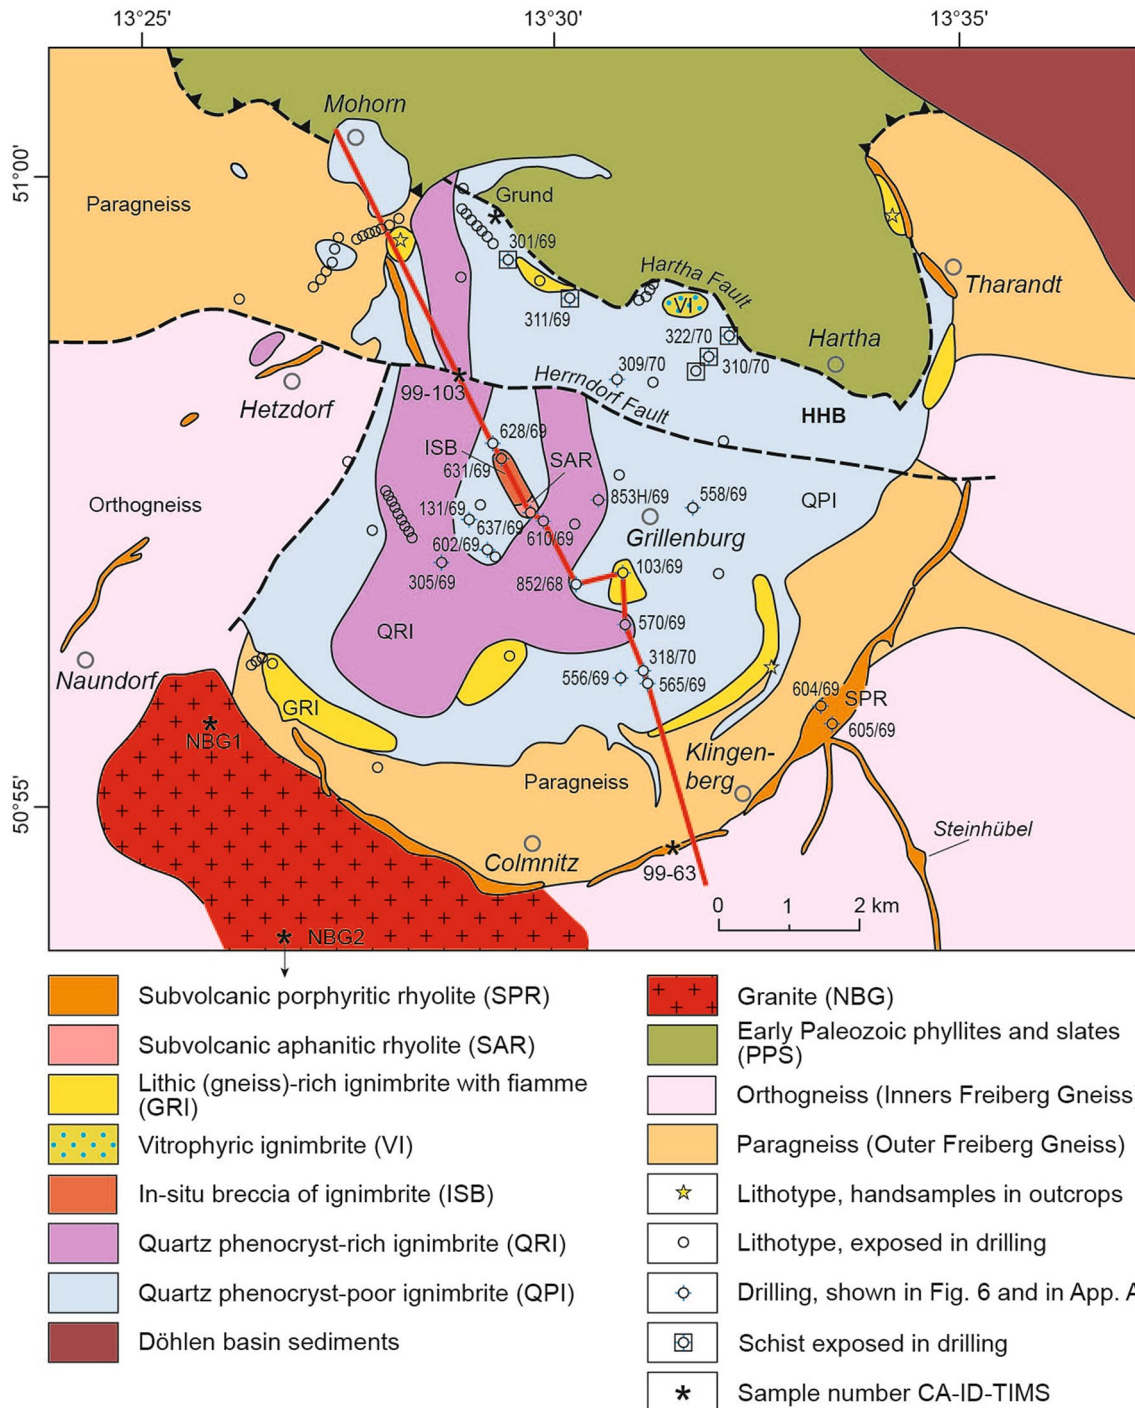 13°25'
13°30'
13°35'
51°00'
50°55'
Mohorn
Paragneiss
Grund
301/69
Hartha Fault
311/69
VI
322/70
310/70
309/70
Tharandt
Hartha
Herrndorf Fault
HHB
Hetzdorf
99-103
628/69
ISB
631/69
SAR
853H/69
558/69
QPI
Orthogneiss
131/69
637/69
610/69
Grillenburg
602/69
305/69
852/68
103/69
QRI
570/69
318/70
556/69
565/69
Naundorf
GRI
NBG1
604/69
SPR
605/69
Klingen-
berg
Paragneiss
Steinhübel
Colmnitz
99-63
0 1 2 km
NBG2
Subvolcanic porphyritic rhyolite (SPR)
Subvolcanic aphanitic rhyolite (SAR)
Lithic (gneiss)-rich ignimbrite with fiamme
(GRI)
Vitrophyric ignimbrite (VI)
In-situ breccia of ignimbrite (ISB)
Quartz phenocryst-rich ignimbrite (QRI)
Quartz phenocryst-poor ignimbrite (QPI)
Döhlen basin sediments
Granite (NBG)
Early Paleozoic phyllites and slates
(PPS)
Orthogneiss (Inners Freiberg Gneiss
Paragneiss (Outer Freiberg Gneiss)
Lithotype, handsamples in outcrops
Lithotype, exposed in drilling
Drilling, shown in Fig. 6 and in App. A
Schist exposed in drilling
Sample number CA-ID-TIMS